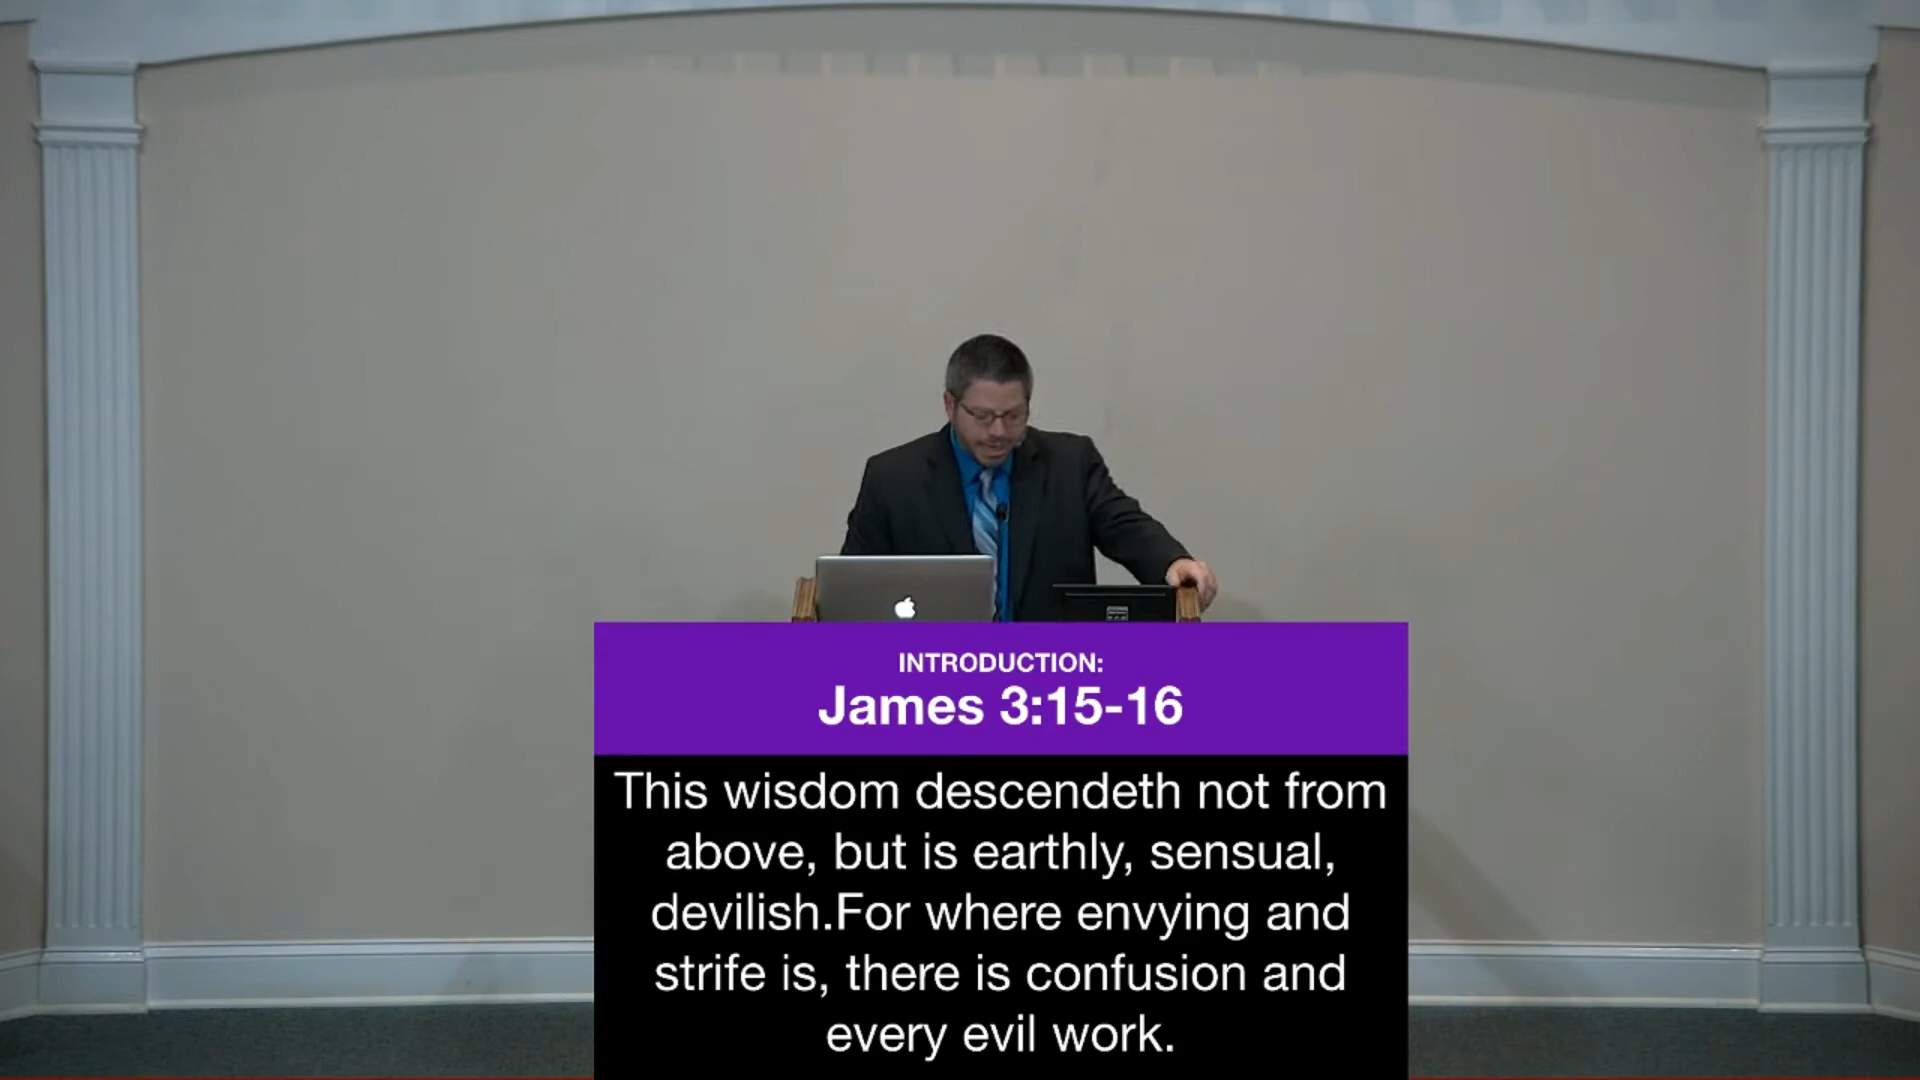 INTRODUCTION:
James 3:15-16
This wisdom descendeth not from
above, but is earthly, sensual,
devilish.For where envying and
strife is, there is confusion and
every evil work.